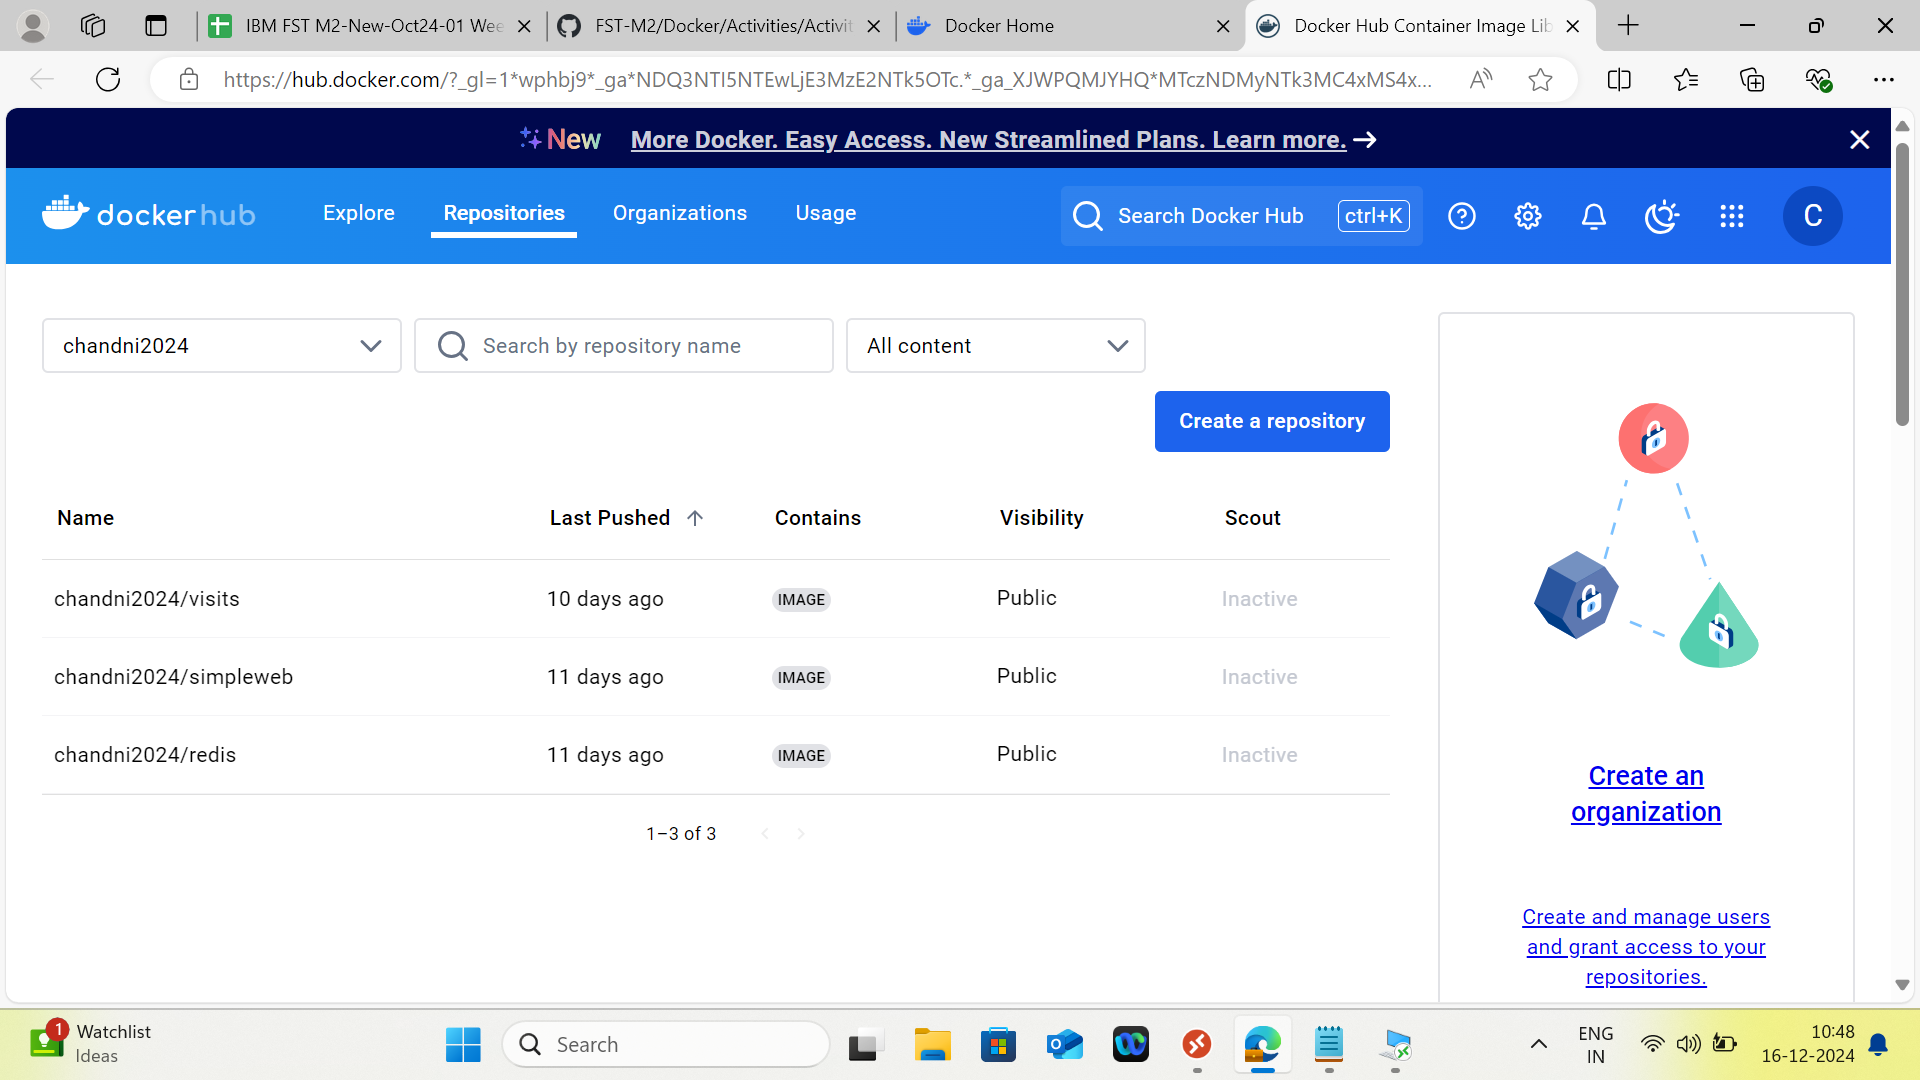 IBM FST M2-New-Oct24-01 Wee
FST-M2/Docker/Activities/Activit
Docker Home
Docker Hub Container Image Lib
https://hub.docker.com/?_gl=1*wphbj9*_ga*NDQ3NTI5NTEwLjE3MzE2NTk5OTc.*_ga_XJWPQMJYHQ*MTczNDMyNTk3MC4xMS4x...
New More Docker. Easy Access. New Streamlined Plans. Learn more.
docker hub
Explore
Repositories
Organizations
Usage
Search Docker Hub
ctrl+K
C
chandni2024
Search by repository name
All content
Create a repository
Name Last Pushed Contains Visibility Scout
chandni2024/visits 10 days ago IMAGE Public Inactive
chandni2024/simpleweb 11 days ago IMAGE Public Inactive
chandni2024/redis 11 days ago IMAGE Public Inactive
1–3 of 3
Create an
organization
Create and manage users
and grant access to your
repositories.
1
Watchlist
Ideas
Search
ENG
IN
10:48
16-12-2024